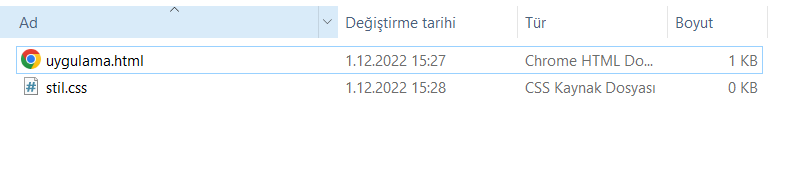 Ad Değiştirme tarihi Tür Boyut
uygulama.html 1.12.2022 15:27 Chrome HTML Do... 1 KB
stil.css 1.12.2022 15:28 CSS Kaynak Dosyası 0 KB